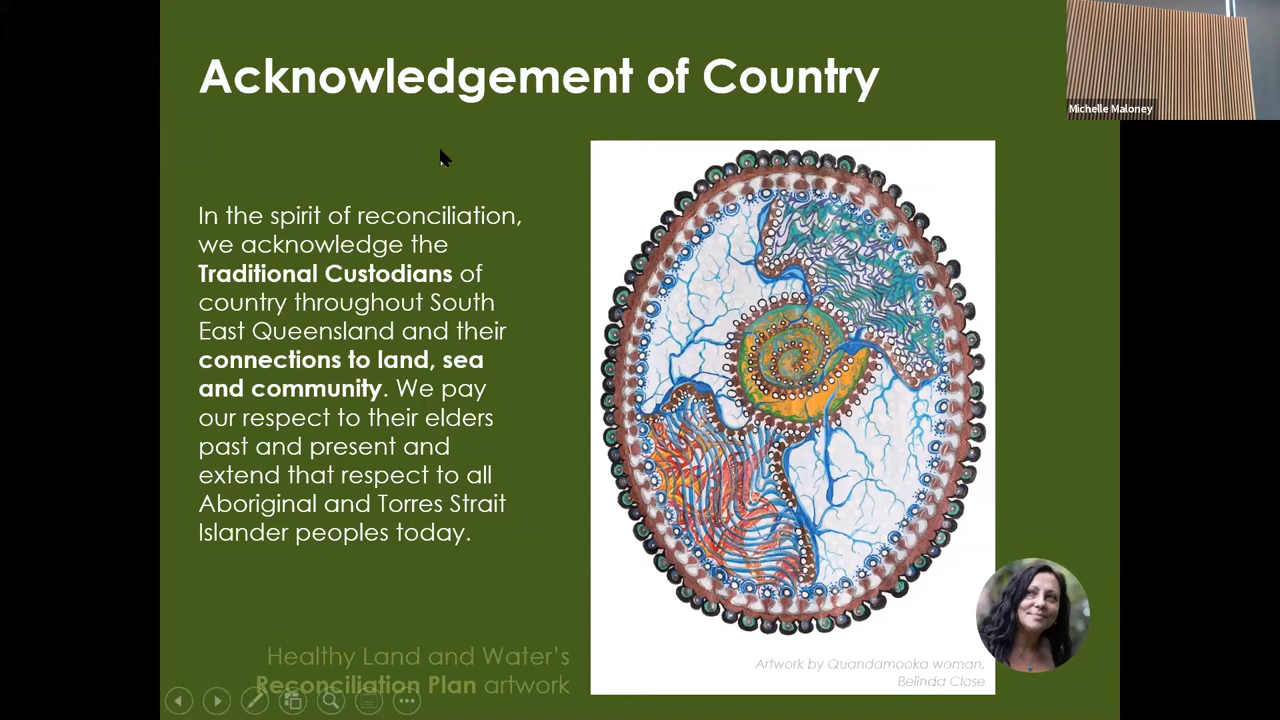 Acknowledgement of Country
Michelle Maloney
In the spirit of reconciliation,
we acknowledge the
Traditional Custodians of
country throughout South
East Queensland and their
connections to land, sea
and community. We pay
our respect to their elders
past and present and
extend that respect to all
Aboriginal and Torres Strait
Islander peoples today.
Healthy Land and Water's
Reconciliation Plan artwork
Artwork by Quandamooka woman,
Belinda Close